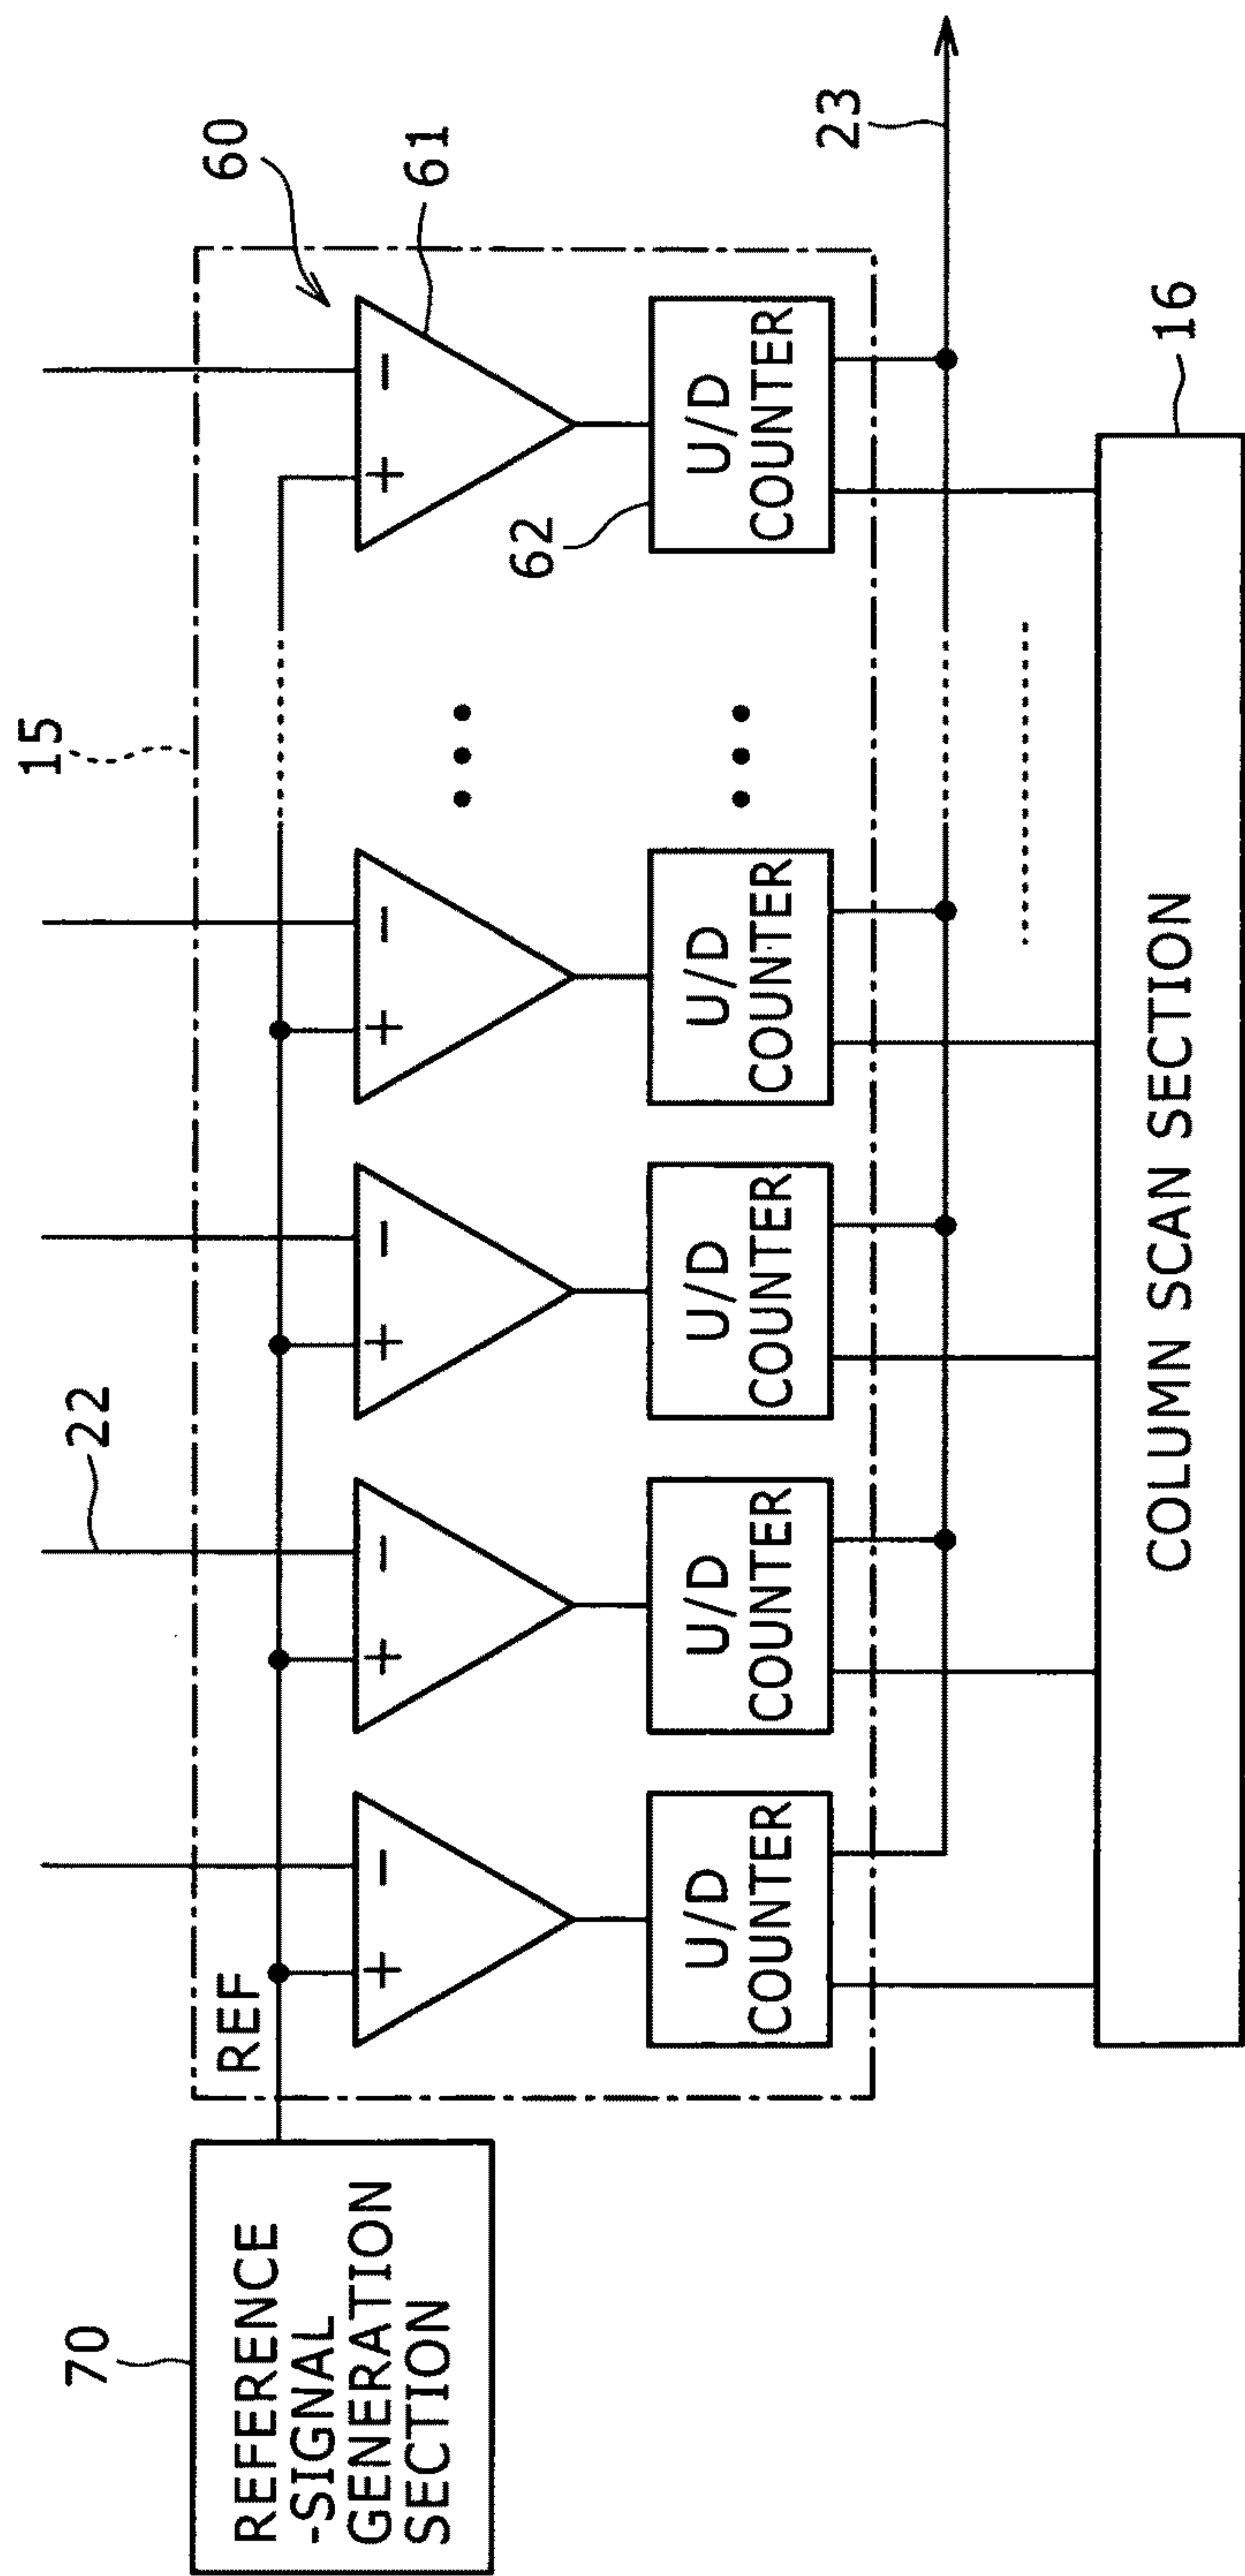 15
60
22
61
70
REFERENCE
-SIGNAL
GENERATION
SECTION
REF
+
−
+
−
+
−
+
−
+
−
62
U/D
COUNTER
U/D
COUNTER
U/D
COUNTER
U/D
COUNTER
U/D
COUNTER
23
16
COLUMN SCAN SECTION